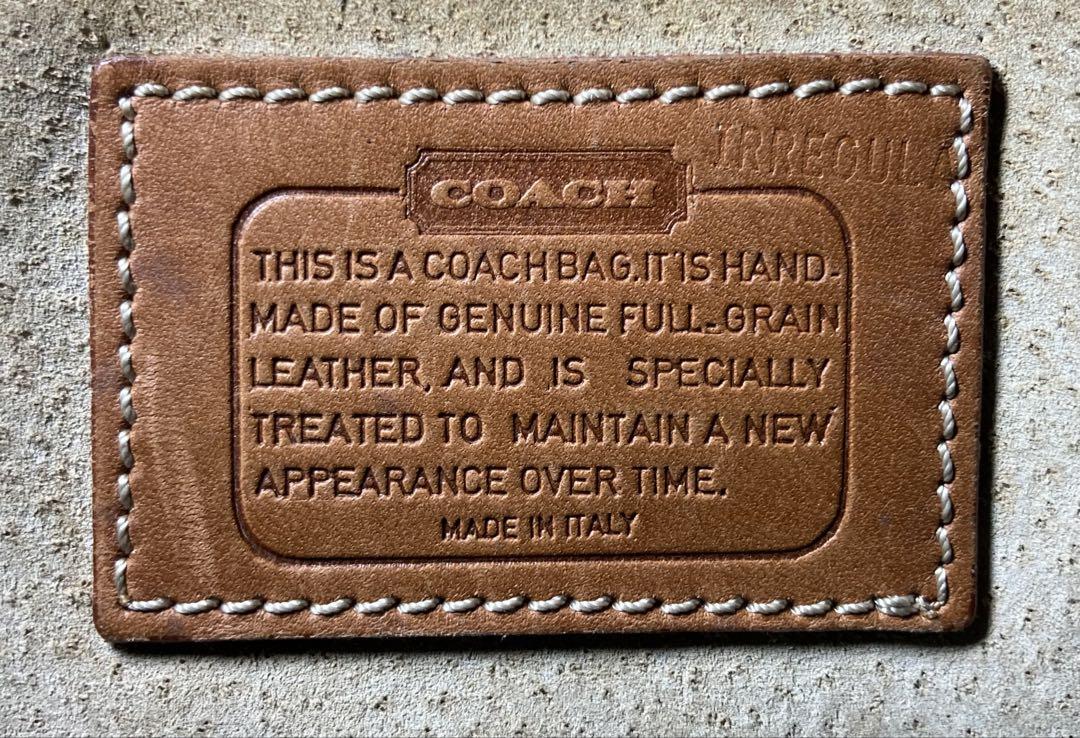 IRREGULA
COACH
THIS IS A COACH BAG. IT IS HAND-
MADE OF GENUINE FULL-GRAIN
LEATHER, AND IS SPECIALLY
TREATED TO MAINTAIN A NEW
APPEARANCE OVER TIME.
MADE IN ITALY